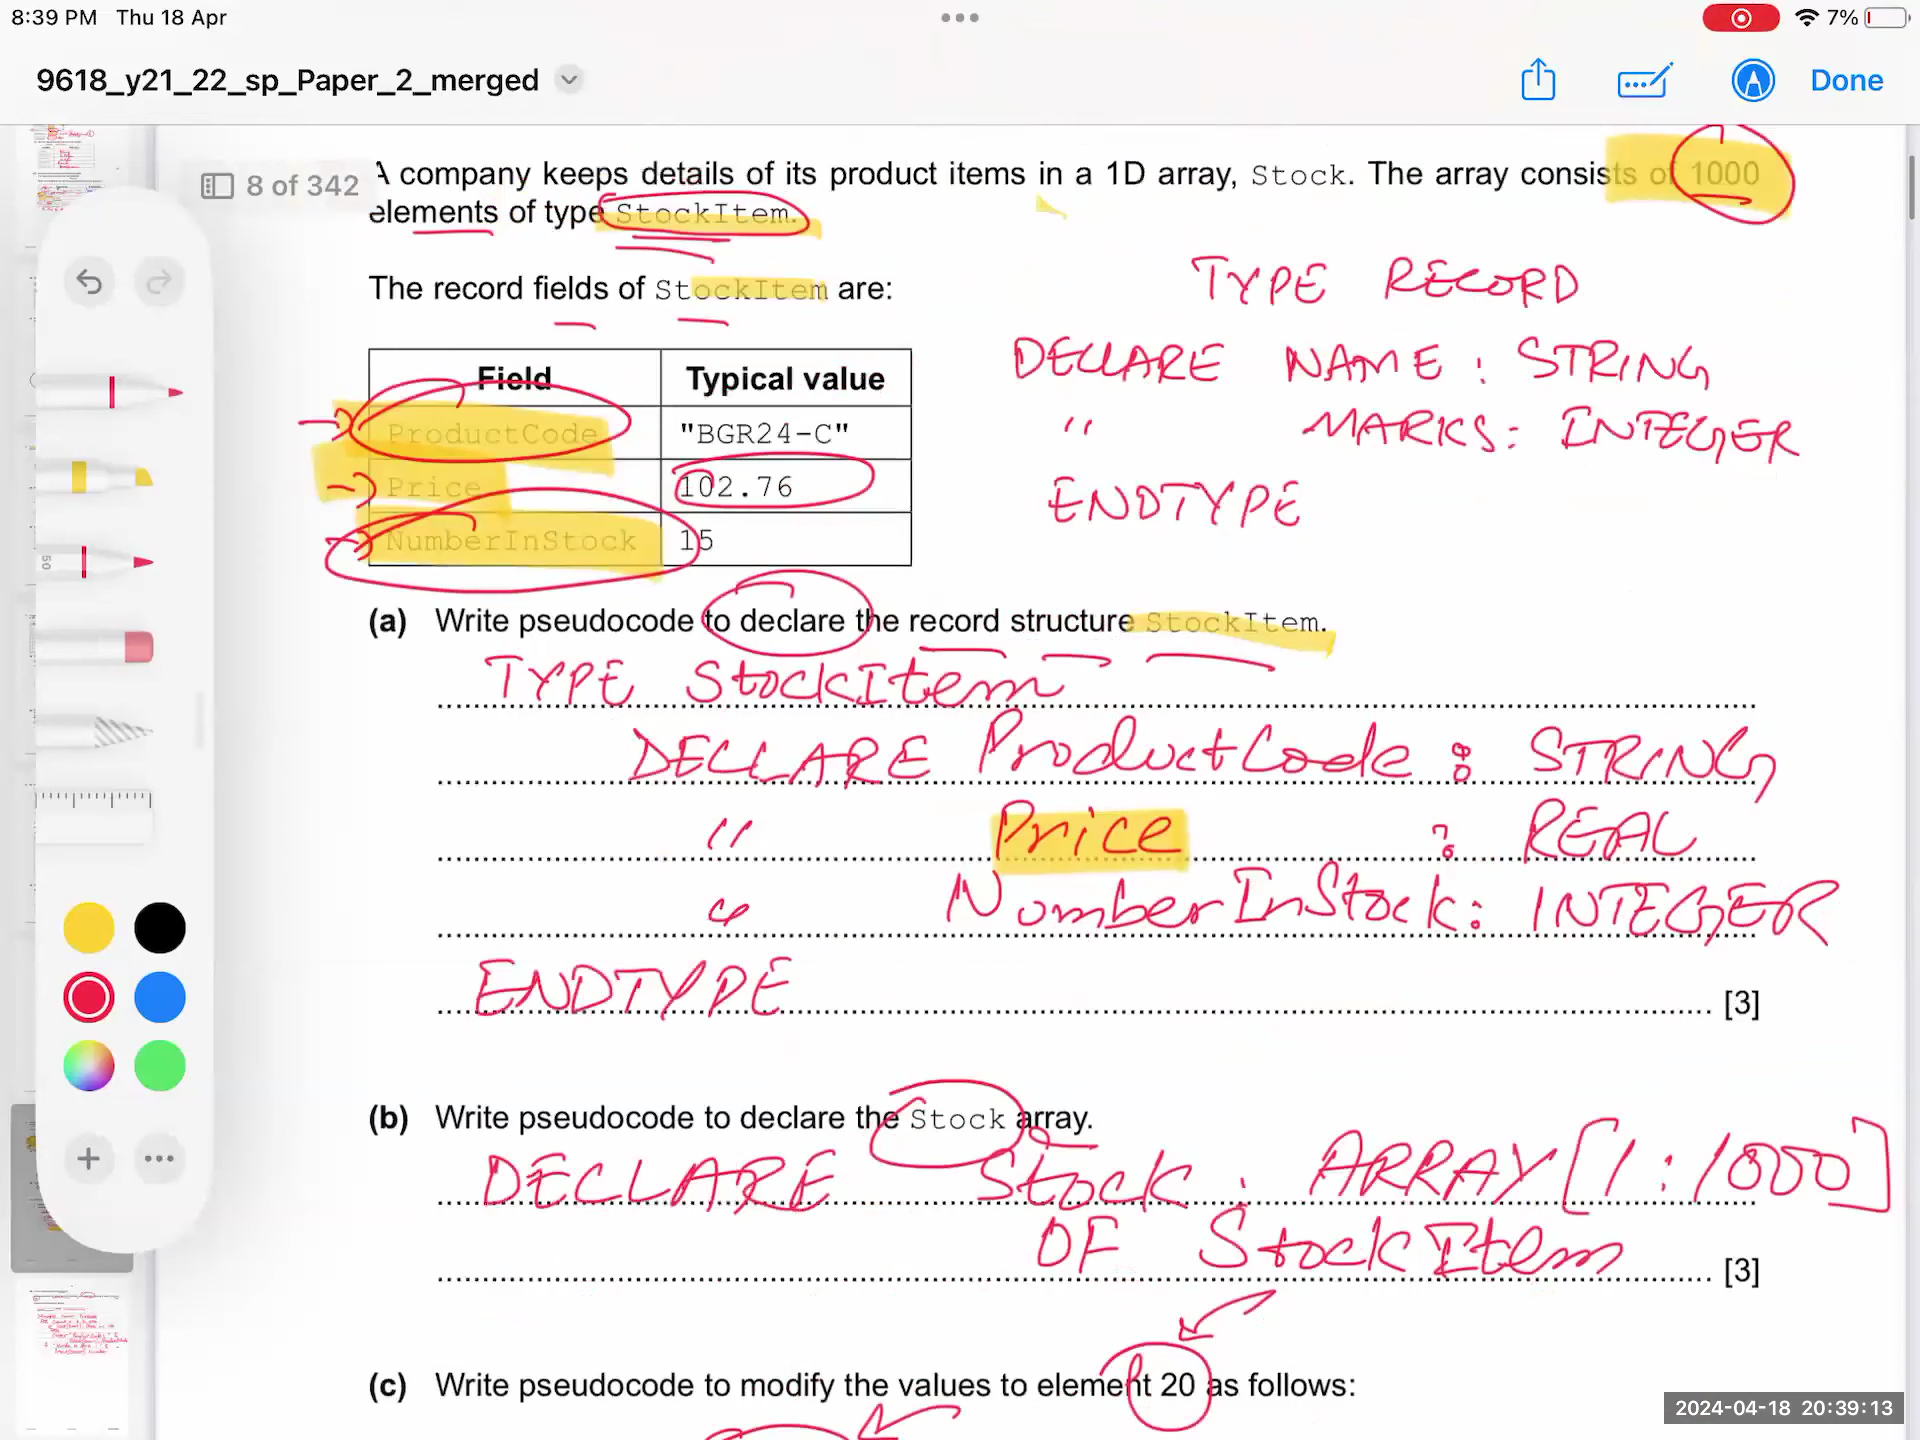 8:39 PM Thu 18 Apr
7%
9618_y21_22_sp_Paper_2_merged
Done
8 of 342
A company keeps details of its product items in a 1D array, Stock. The array consists of 1000
elements of type StockItem.
TYPE RECORD
The record fields of StockItem are:
DECLARE NAME : STRING
" MARKS : INTEGER
ENDTYPE
Field Typical value
ProductCode "BGR24-C"
Price 102.76
NumberInStock 15
(a) Write pseudocode to declare the record structure StockItem.
TYPE StockItem
DECLARE ProductCode : STRING
" Price : REAL
" NumberInStock : INTEGER
ENDTYPE
[3]
(b) Write pseudocode to declare the Stock array.
DECLARE Stock : ARRAY [1 : 1000]
OF StockItem
[3]
(c) Write pseudocode to modify the values to element 20 as follows:
50
2024-04-18 20:39:13